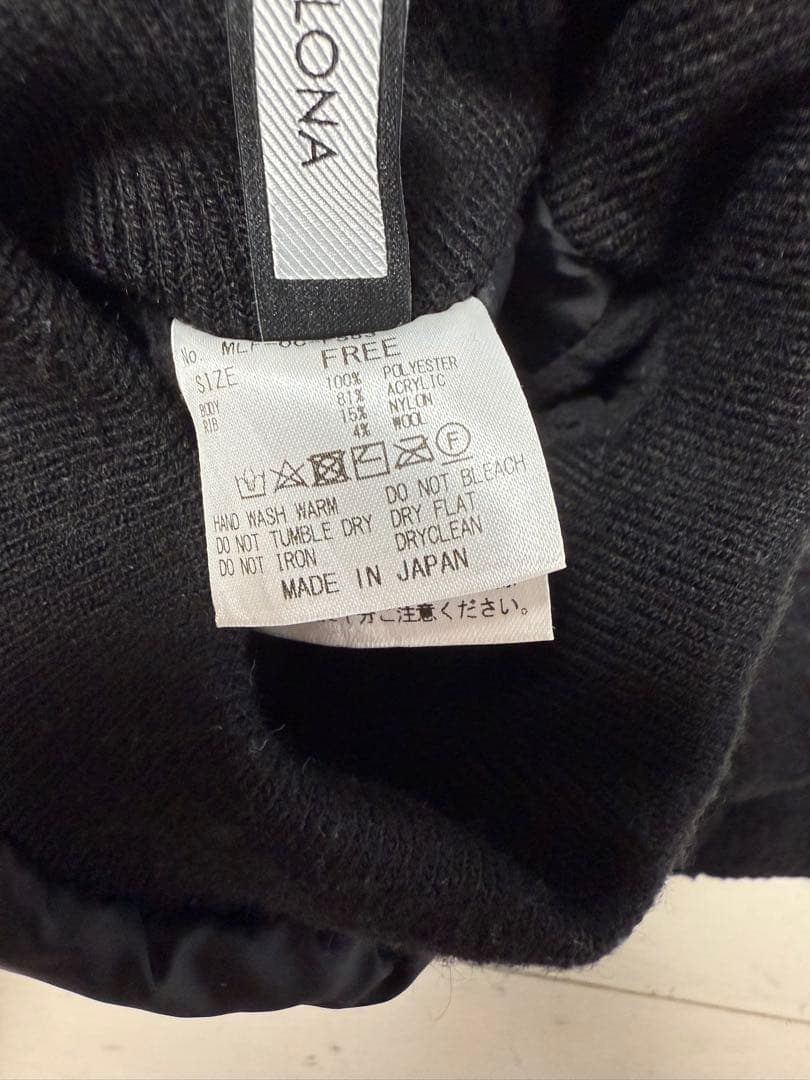 LONA
No.
SIZE FREE
BODY 100% POLYESTER
RIB 81% ACRYLIC
15% NYLON
4% WOOL
F
HAND WASH WARM DO NOT BLEACH
DO NOT TUMBLE DRY DRY FLAT
DO NOT IRON DRYCLEAN
MADE IN JAPAN
分ご注意ください。